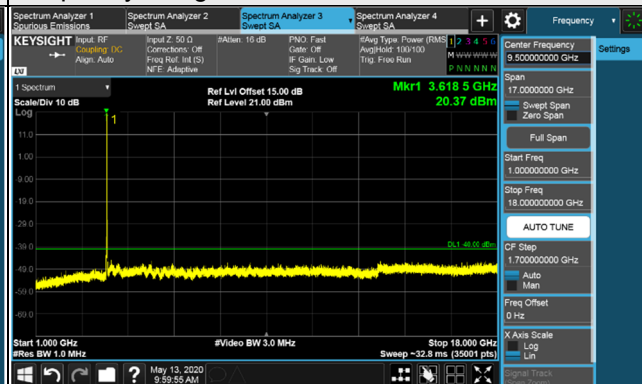 Spectrum Analyzer 1
Spurious Emissions
Spectrum Analyzer 2
Swept SA
Spectrum Analyzer 3
Swept SA
Spectrum Analyzer 4
Swept SA
+
Frequency
KEYSIGHT
Input: RF
Coupling: DC
Align: Auto
Input Z: 50 Ω
Corrections: Off
Freq Ref: Int (S)
NFE: Adaptive
#Atten: 16 dB
PNO: Fast
Gate: Off
IF Gain: Low
Sig Track: Off
#Avg Type: Power (RMS
Avg|Hold: 100/100
Trig: Free Run
1 2 3 4 5 6
M W W W W W
P N N N N N
LXI
1 Spectrum
Scale/Div 10 dB
Ref Lvl Offset 15.00 dB
Ref Level 21.00 dBm
Mkr1 3.618 5 GHz
20.37 dBm
Log
1
11.0
1.00
-9.00
-19.0
-29.0
-39.0
-49.0
-59.0
-69.0
DL1 -40.00 dBm
Start 1.000 GHz
#Res BW 1.0 MHz
#Video BW 3.0 MHz
Stop 18.000 GHz
Sweep ~32.8 ms (35001 pts)
May 13, 2020
9:59:55 AM
Center Frequency
9.500000000 GHz
Settings
Span
17.0000000 GHz
Swept Span
Zero Span
Full Span
Start Freq
1.000000000 GHz
Stop Freq
18.000000000 GHz
AUTO TUNE
CF Step
1.700000000 GHz
Auto
Man
Freq Offset
0 Hz
X Axis Scale
Log
Lin
Signal Track